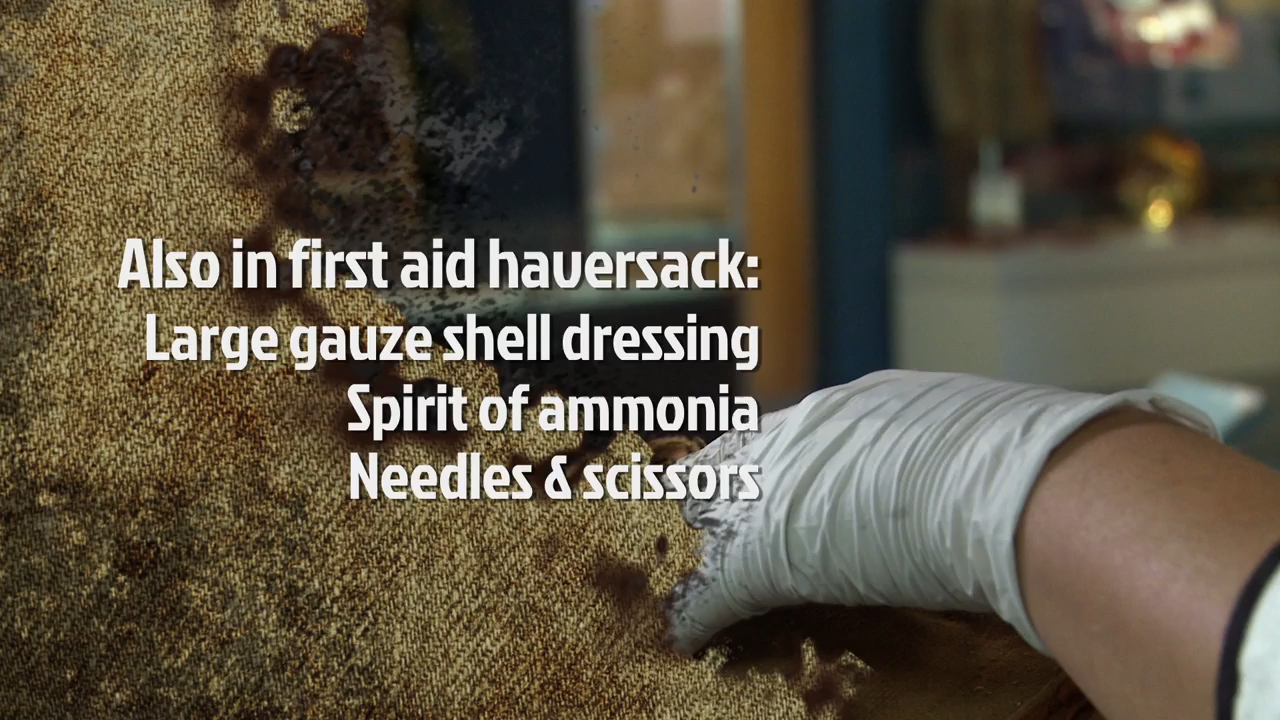 Also in first aid haversack:
Large gauze shell dressing
Spirit of ammonia
Needles & scissors